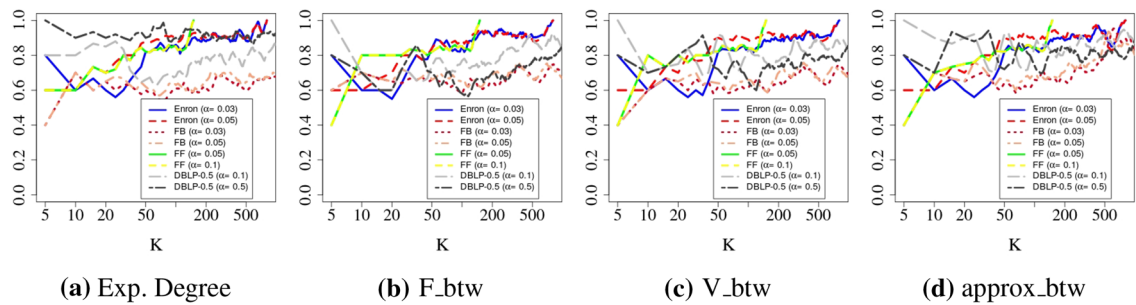 0.0 0.2 0.4 0.6 0.8 1.0
Enron (α= 0.03)
Enron (α= 0.05)
FB (α= 0.03)
FB (α= 0.05)
FF (α= 0.05)
FF (α= 0.1)
DBLP-0.5 (α= 0.1)
DBLP-0.5 (α= 0.5)
5 10 20 50 200 500
K
(a) Exp. Degree
0.0 0.2 0.4 0.6 0.8 1.0
Enron (α= 0.03)
Enron (α= 0.05)
FB (α= 0.03)
FB (α= 0.05)
FF (α= 0.05)
FF (α= 0.1)
DBLP-0.5 (α= 0.1)
DBLP-0.5 (α= 0.5)
5 10 20 50 200 500
K
(b) F_btw
0.0 0.2 0.4 0.6 0.8 1.0
Enron (α= 0.03)
Enron (α= 0.05)
FB (α= 0.03)
FB (α= 0.05)
FF (α= 0.05)
FF (α= 0.1)
DBLP-0.5 (α= 0.1)
DBLP-0.5 (α= 0.5)
5 10 20 50 200 500
K
(c) V_btw
0.0 0.2 0.4 0.6 0.8 1.0
Enron (α= 0.03)
Enron (α= 0.05)
FB (α= 0.03)
FB (α= 0.05)
FF (α= 0.05)
FF (α= 0.1)
DBLP-0.5 (α= 0.1)
DBLP-0.5 (α= 0.5)
5 10 20 50 200 500
K
(d) approx_btw